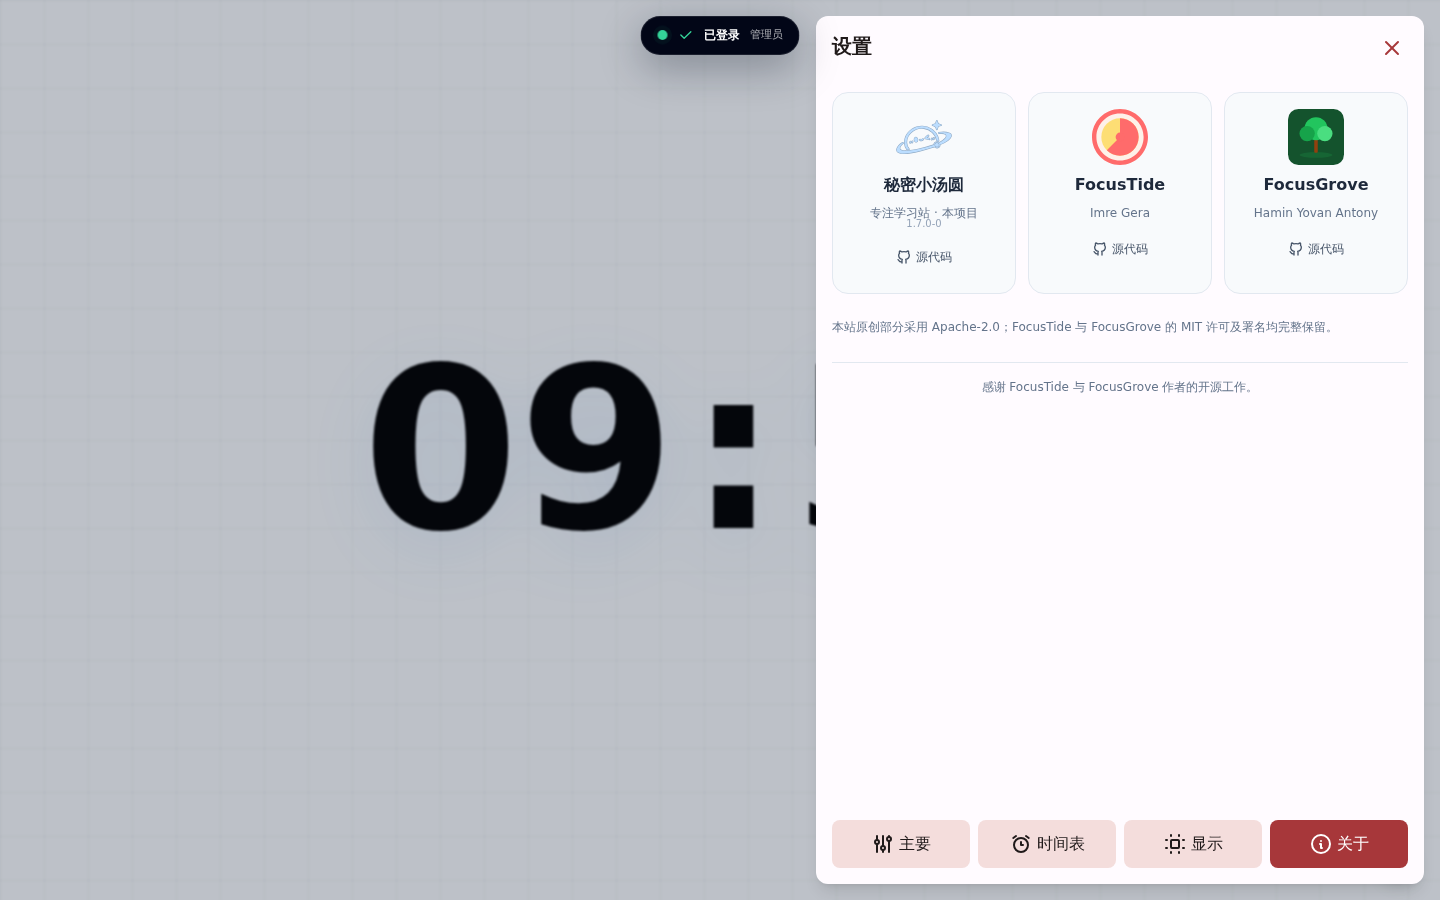 已登录 管理员
设置
秘密小汤圆
专注学习站 · 本项目
1.7.0-0
源代码
FocusTide
Imre Gera
源代码
FocusGrove
Hamin Yovan Antony
源代码
本站原创部分采用 Apache-2.0；FocusTide 与 FocusGrove 的 MIT 许可及署名均完整保留。
感谢 FocusTide 与 FocusGrove 作者的开源工作。
09:
主要
时间表
显示
关于